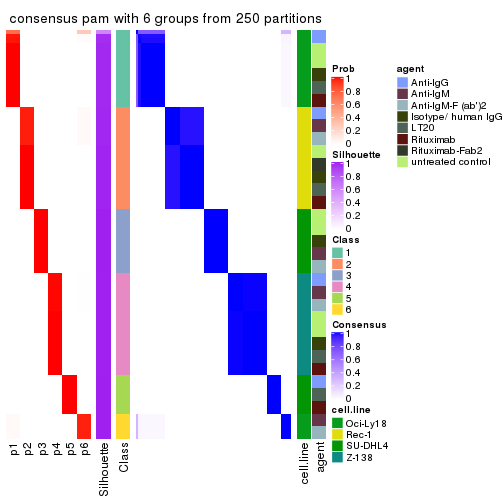 consensus pam with 6 groups from 250 partitions
Prob
1
0.8
0.6
0.4
0.2
0
Silhouette
1
0.8
0.6
0.4
0.2
0
Class
1
2
3
4
5
6
Consensus
1
0.8
0.6
0.4
0.2
0
cell.line
Oci-Ly18
Rec-1
SU-DHL4
Z-138
agent
Anti-IgG
Anti-IgM
Anti-IgM-F (ab')2
Isotype/ human IgG
LT20
Rituximab
Rituximab-Fab2
untreated control
p1
p2
p3
p4
p5
p6
Silhouette
Class
cell.line
agent